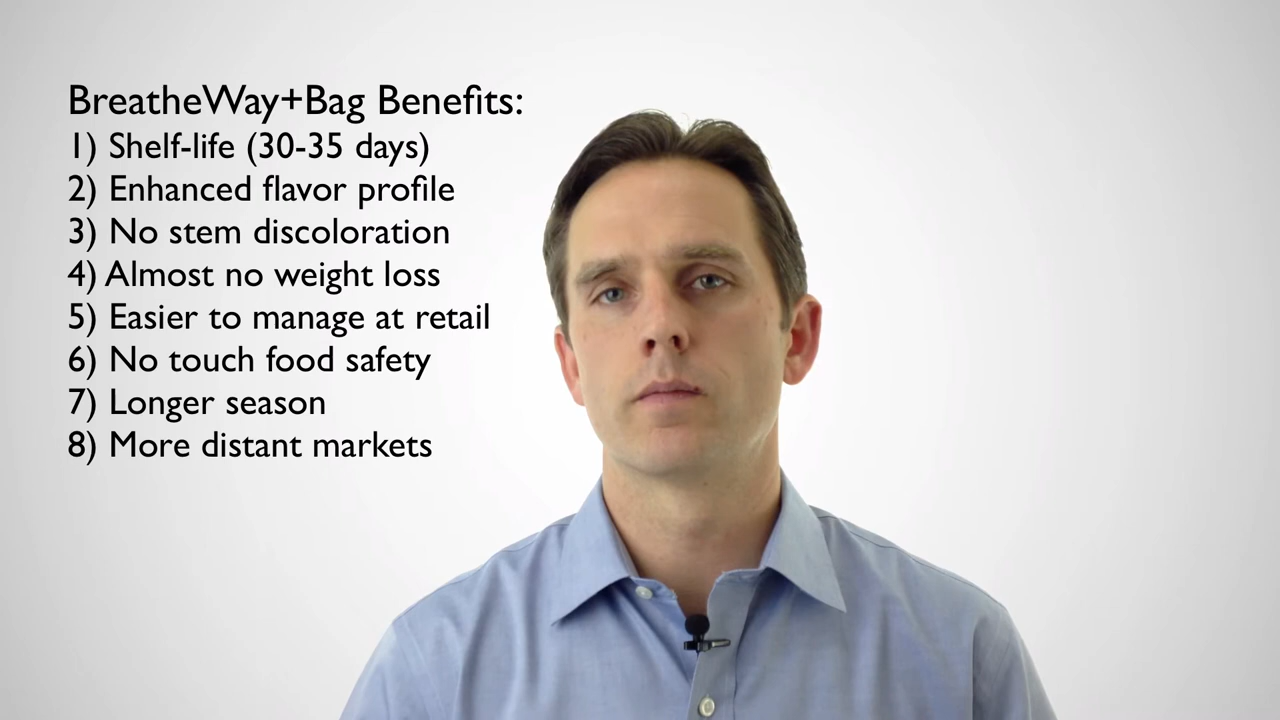 BreatheWay+Bag Benefits:
1) Shelf-life (30-35 days)
2) Enhanced flavor profile
3) No stem discoloration
4) Almost no weight loss
5) Easier to manage at retail
6) No touch food safety
7) Longer season
8) More distant markets